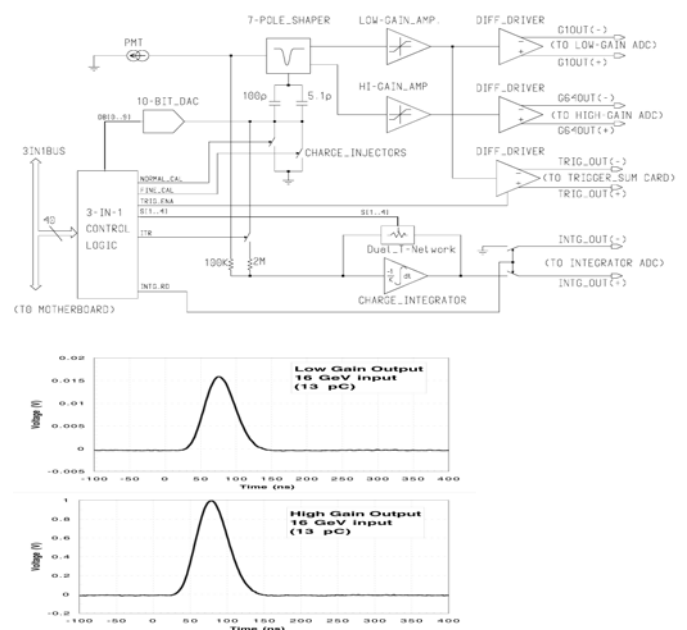 7-POLE_SHAPER
LOW-GAIN_AMP.
DIFF_DRIVER
G1OUT(-)
(TO LOW-GAIN ADC)
G1OUT(+)
PMT
10-BIT_DAC
100p
5.1p
HI-GAIN_AMP
DIFF_DRIVER
G64OUT(-)
(TO HIGH-GAIN ADC)
G64OUT(+)
DB[0..9]
3IN1BUS
CHARGE_INJECTORS
DIFF_DRIVER
TRIG_OUT(-)
(TO TRIGGER_SUM CARD)
TRIG_OUT(+)
40
3-IN-1
CONTROL
LOGIC
NORMAL_CAL
FINE_CAL
TRIG_ENA
S[1..4]
ITR
INTG_RD
S[1..4]
Dual_T-Network
100K
2M
CHARGE_INTEGRATOR
INTG_OUT(-)
(TO INTEGRATOR ADC)
INTG_OUT(+)
(TO MOTHERBOARD)
Low Gain Output
16 GeV input
(13 pC)
Voltage (V)
0.02
0.015
0.01
0.005
0
-0.005
-100 -50 0 50 100 150 200 250 300 350 400
Time (ns)
High Gain Output
16 GeV input
(13 pC)
Voltage (V)
1
0.8
0.6
0.4
0.2
0
-0.2
-100 -50 0 50 100 150 200 250 300 350 400
Time (ns)